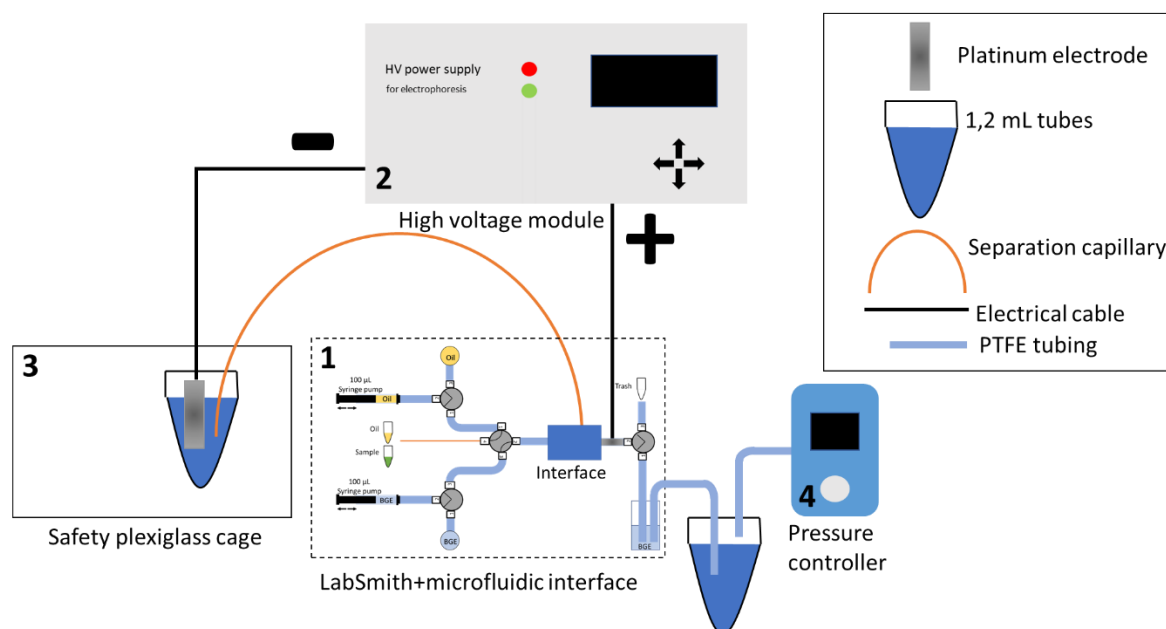 HV power supply
for electrophoresis
2
High voltage module
Platinum electrode
1,2 mL tubes
Separation capillary
Electrical cable
PTFE tubing
3
Safety plexiglass cage
1
Oil
100 µL
Syringe pump
Oil
Oil
Sample
100 µL
Syringe pump
BGE
BGE
Interface
Trash
BGE
LabSmith+microfluidic interface
4
Pressure
controller